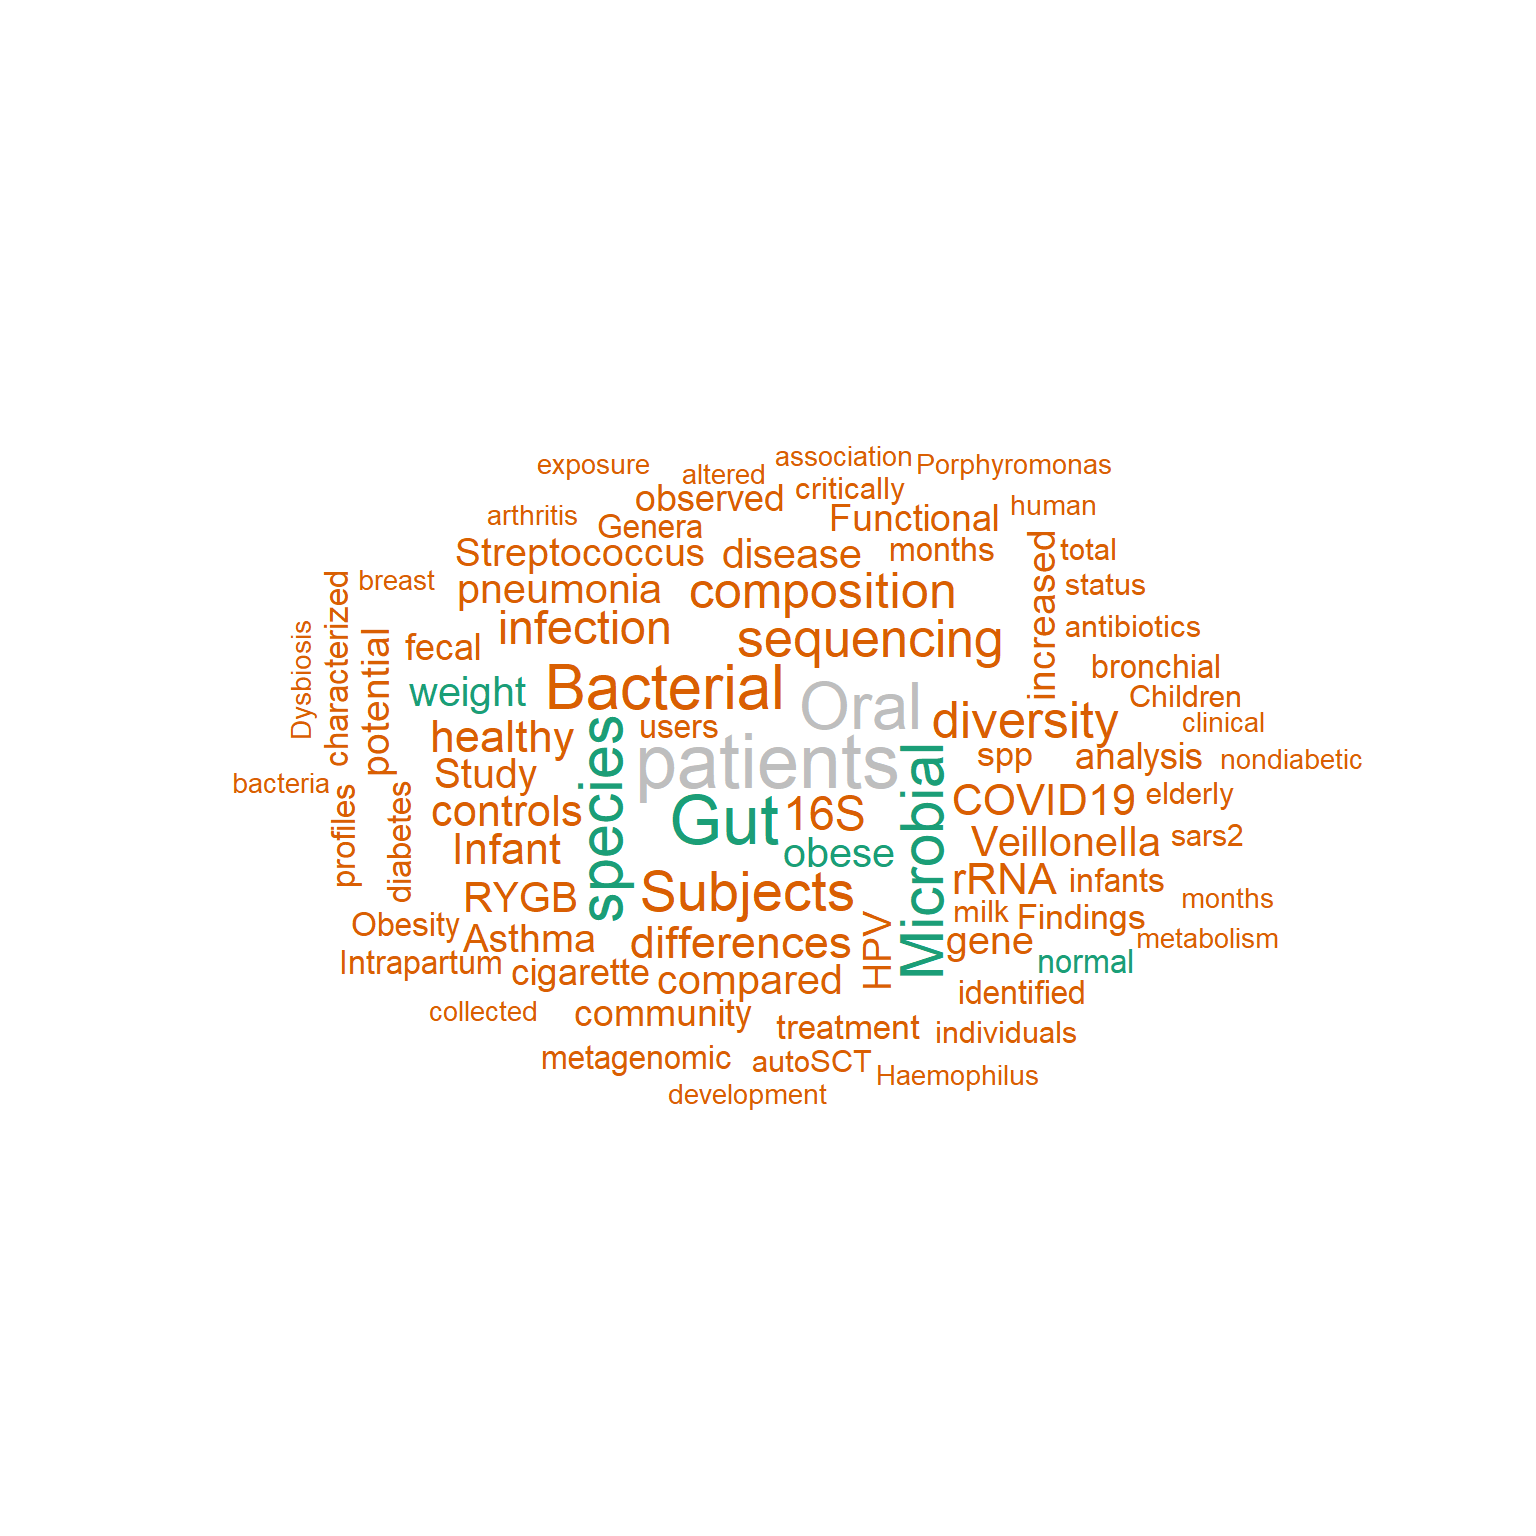 association
exposure
altered
Porphyromonas
observed
critically
arthritis
Genera
Functional
human
Streptococcus
disease
months
increased
total
characterized
breast
pneumonia
composition
status
Dysbiosis
potential
fecal
infection
sequencing
antibiotics
bronchial
weight
Bacterial
Oral
diversity
Children
clinical
healthy
species
users
patients
Microbial
spp
analysis
nondiabetic
bacteria
Study
profiles
diabetes
controls
Gut
16S
COVID19
elderly
Infant
obese
Veillonella
sars2
RYGB
Subjects
rRNA
infants
months
Obesity
Asthma
differences
HPV
milk
Findings
gene
metabolism
Intrapartum
cigarette
compared
normal
identified
collected
community
treatment
individuals
metagenomic
autoSCT
Haemophilus
development